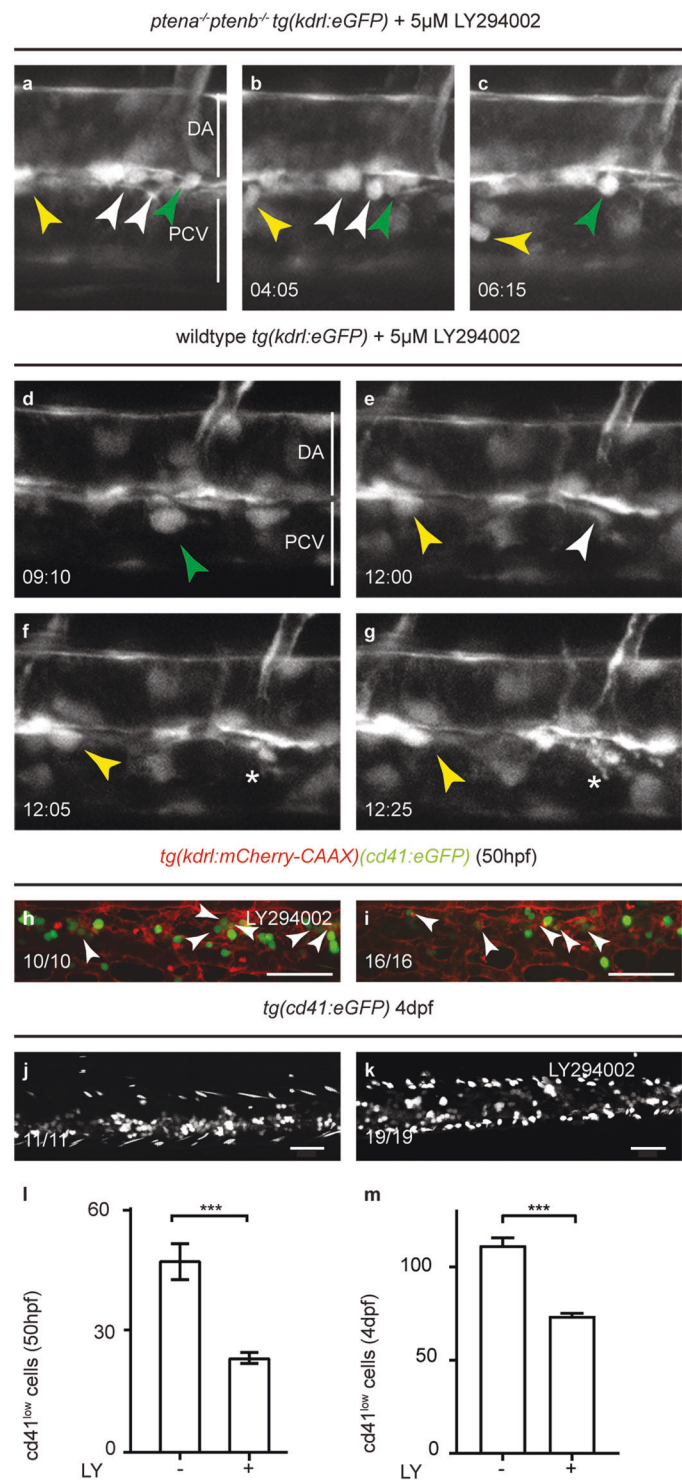 ptena-/-ptenb-/- tg(kdrl:eGFP) + 5µM LY294002
a
DA
PCV
b
04:05
c
06:15
wildtype tg(kdrl:eGFP) + 5µM LY294002
d
DA
PCV
09:10
e
12:00
f
*
12:05
g
*
12:25
tg(kdrl:mCherry-CAAX)(cd41:eGFP) (50hpf)
h
LY294002
10/10
i
16/16
tg(cd41:eGFP) 4dpf
j
11/11
k
LY294002
19/19
l
60
30
0
***
cd41low cells (50hpf)
LY
-
+
m
100
50
0
***
cd41low cells (4dpf)
LY
-
+